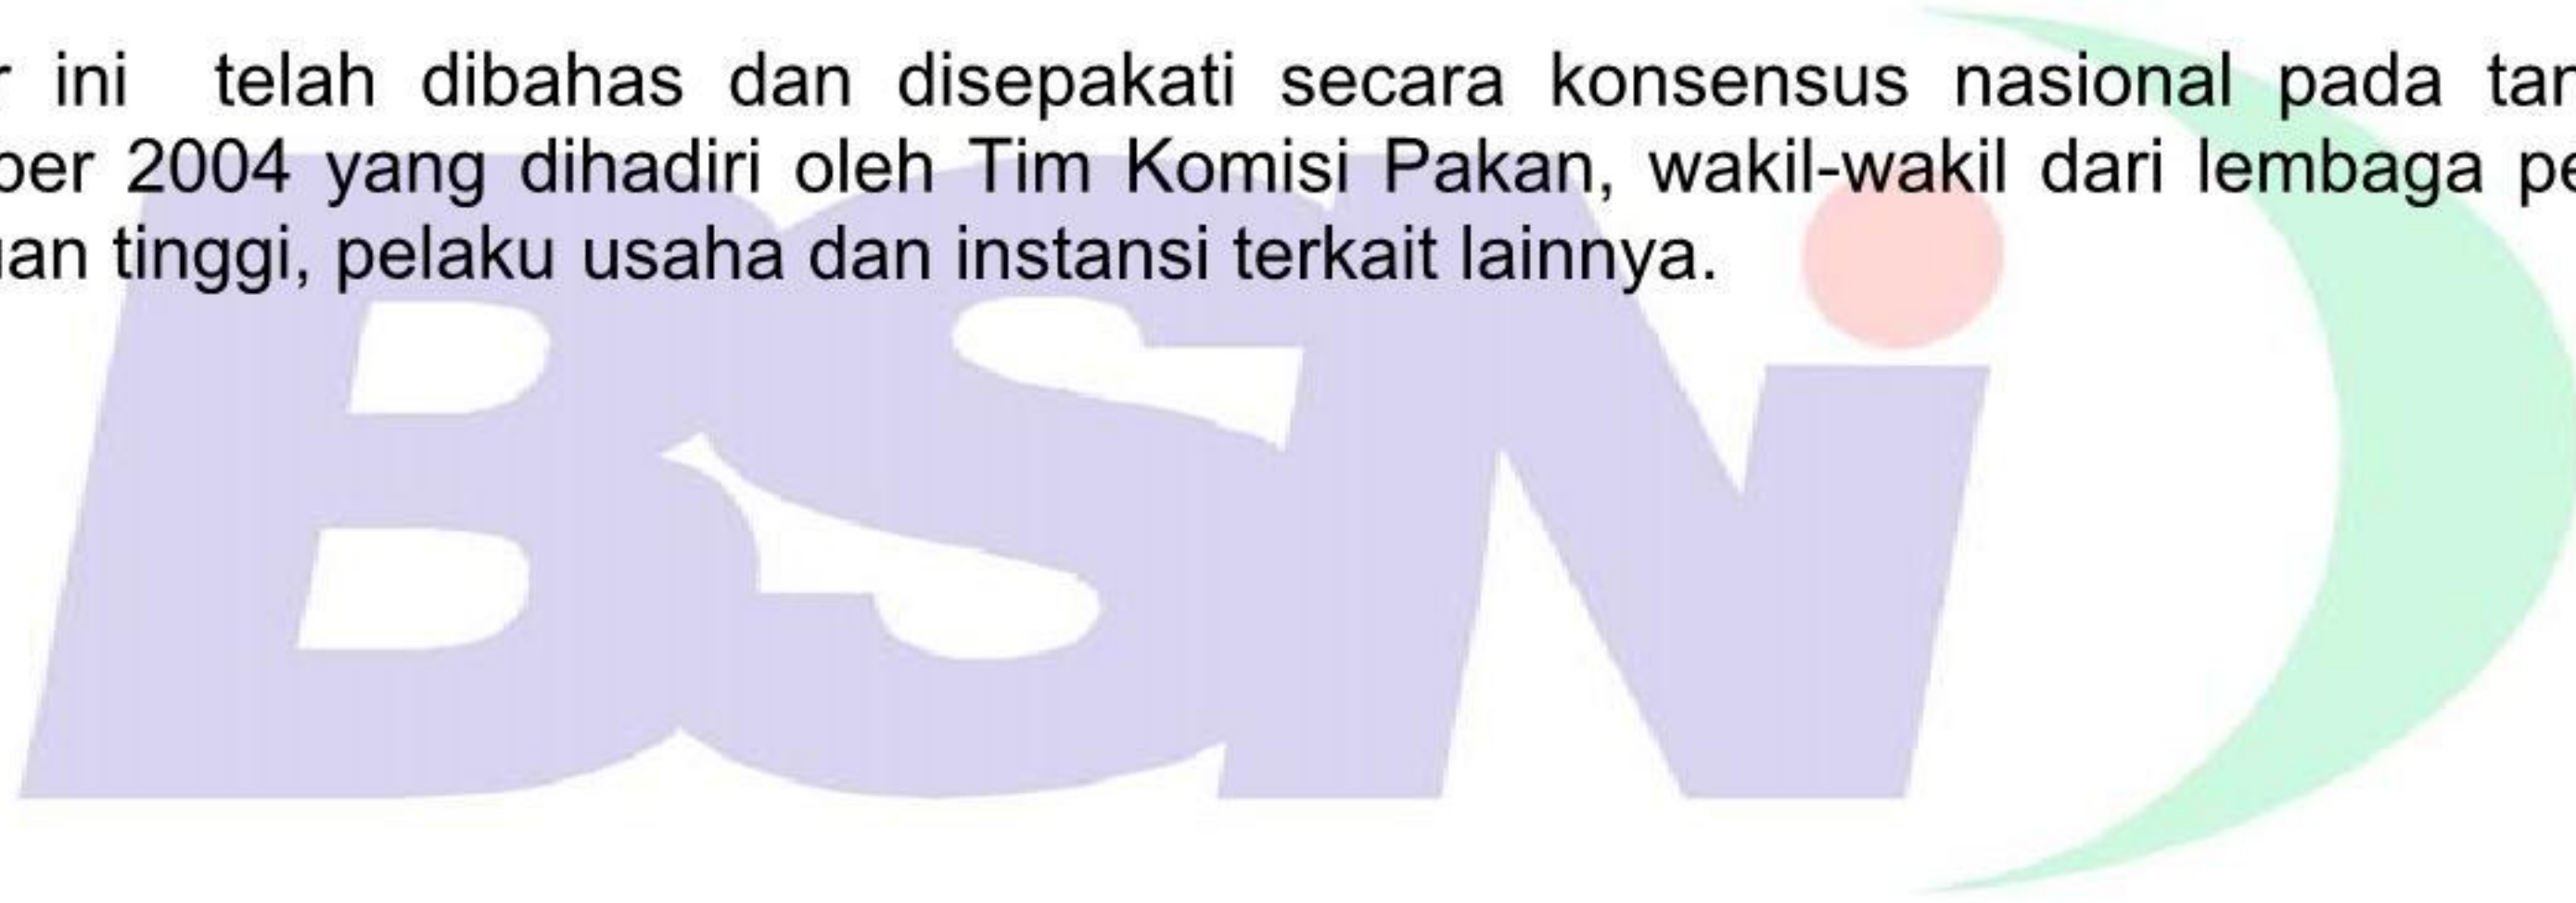 ini telah dibahas dan disepakati secara konsensus nasional pada
2004 yang dihadiri oleh Tim Komisi Pakan, wakil-wakil dari lembaga
tinggi, pelaku usaha dan instansi terkait lainnya.
BSN